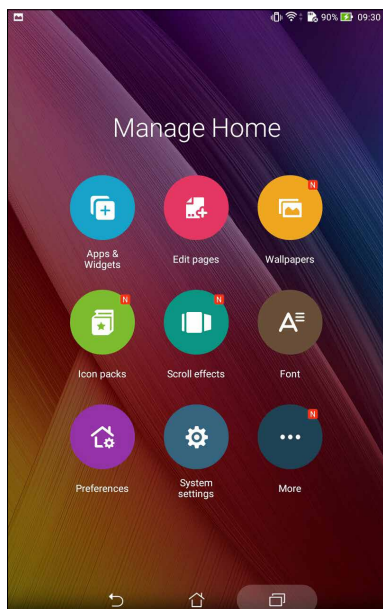 90% 09:30
Manage Home
N
Apps &
Widgets
Edit pages
Wallpapers
N
N
Icon packs
Scroll effects
A
Font
N
Preferences
System
settings
More